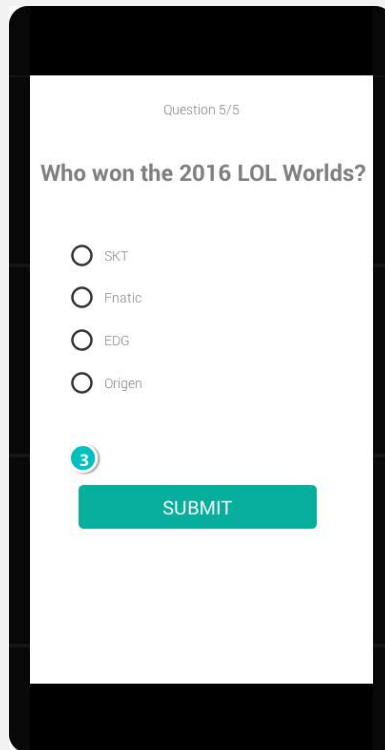 Question 5/5
Who won the 2016 LOL Worlds?
SKT
Fnatic
EDG
Origen
3
SUBMIT